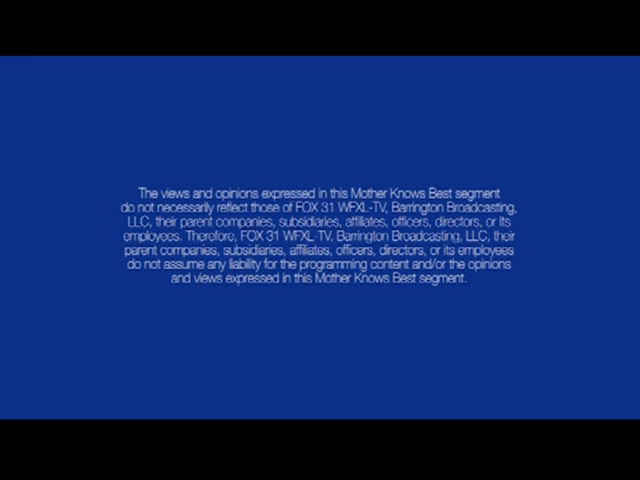 The views and opinions expressed in this Mother Knows Best segment
do not necessarily reflect those of FOX 31 WFXL-TV, Barrington Broadcasting,
LLC, their parent companies, subsidiaries, affiliates, officers, directors, or its
employees. Therefore, FOX 31 WFXL-TV, Barrington Broadcasting, LLC, their
parent companies, subsidiaries, affiliates, officers, directors, or its employees
do not assume any liability for the programming content and/or the opinions
and views expressed in this Mother Knows Best segment.